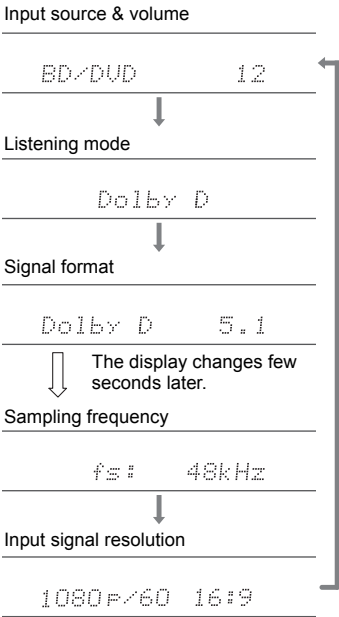 Input source & volume
BD/DVD 12
Listening mode
Dolby D
Signal format
Dolby D 5.1
The display changes few
seconds later.
Sampling frequency
fs: 48kHz
Input signal resolution
1080p/60 16:9